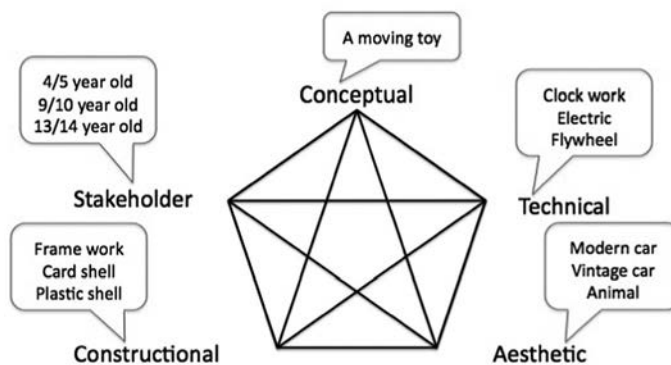 A moving toy
Conceptual
4/5 year old
9/10 year old
13/14 year old
Stakeholder
Clock work
Electric
Flywheel
Technical
Frame work
Card shell
Plastic shell
Constructional
Modern car
Vintage car
Animal
Aesthetic